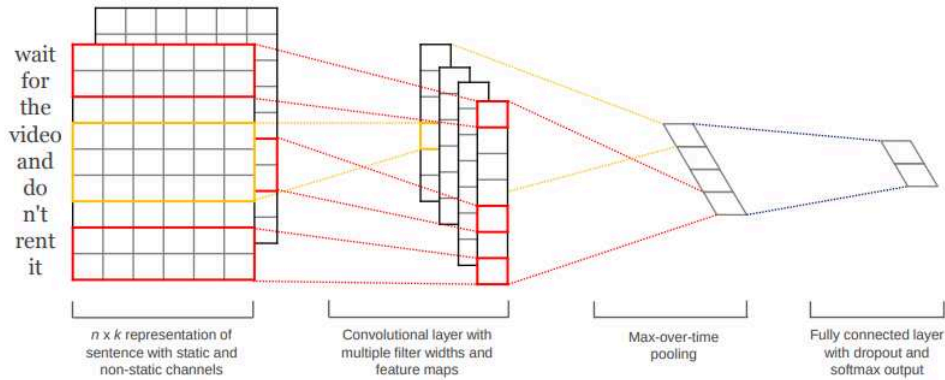 wait
for
the
video
and
do
n't
rent
it
n x k representation of
sentence with static and
non-static channels
Convolutional layer with
multiple filter widths and
feature maps
Max-over-time
pooling
Fully connected layer
with dropout and
softmax output